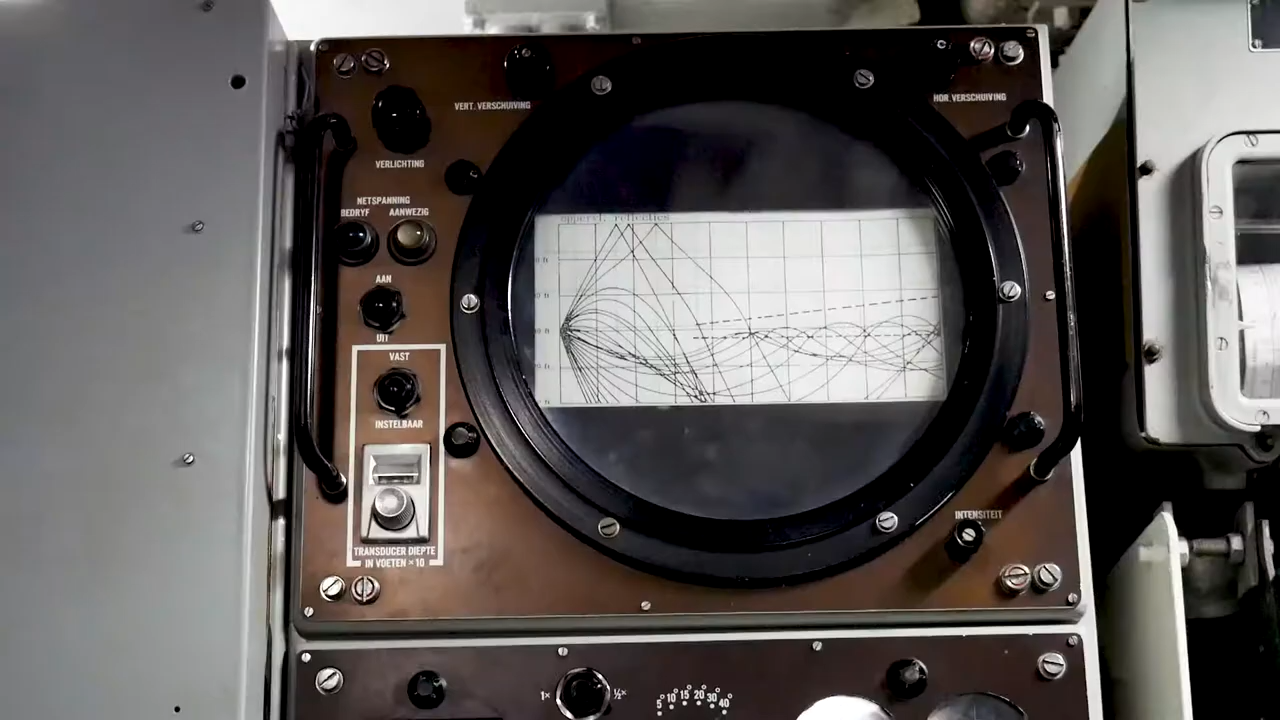 VERT. VERSCHUIVING
HOR. VERSCHUIVING
VERLICHTING
oppervl. reflecties
NETSPANNING
BEDRYF AANWEZIG
AAN
UIT
VAST
INSTELBAAR
TRANSDUCER DIEPTE
IN VOETEN × 10
INTENSITEIT
1× ½×
5 10 15 20 30 40